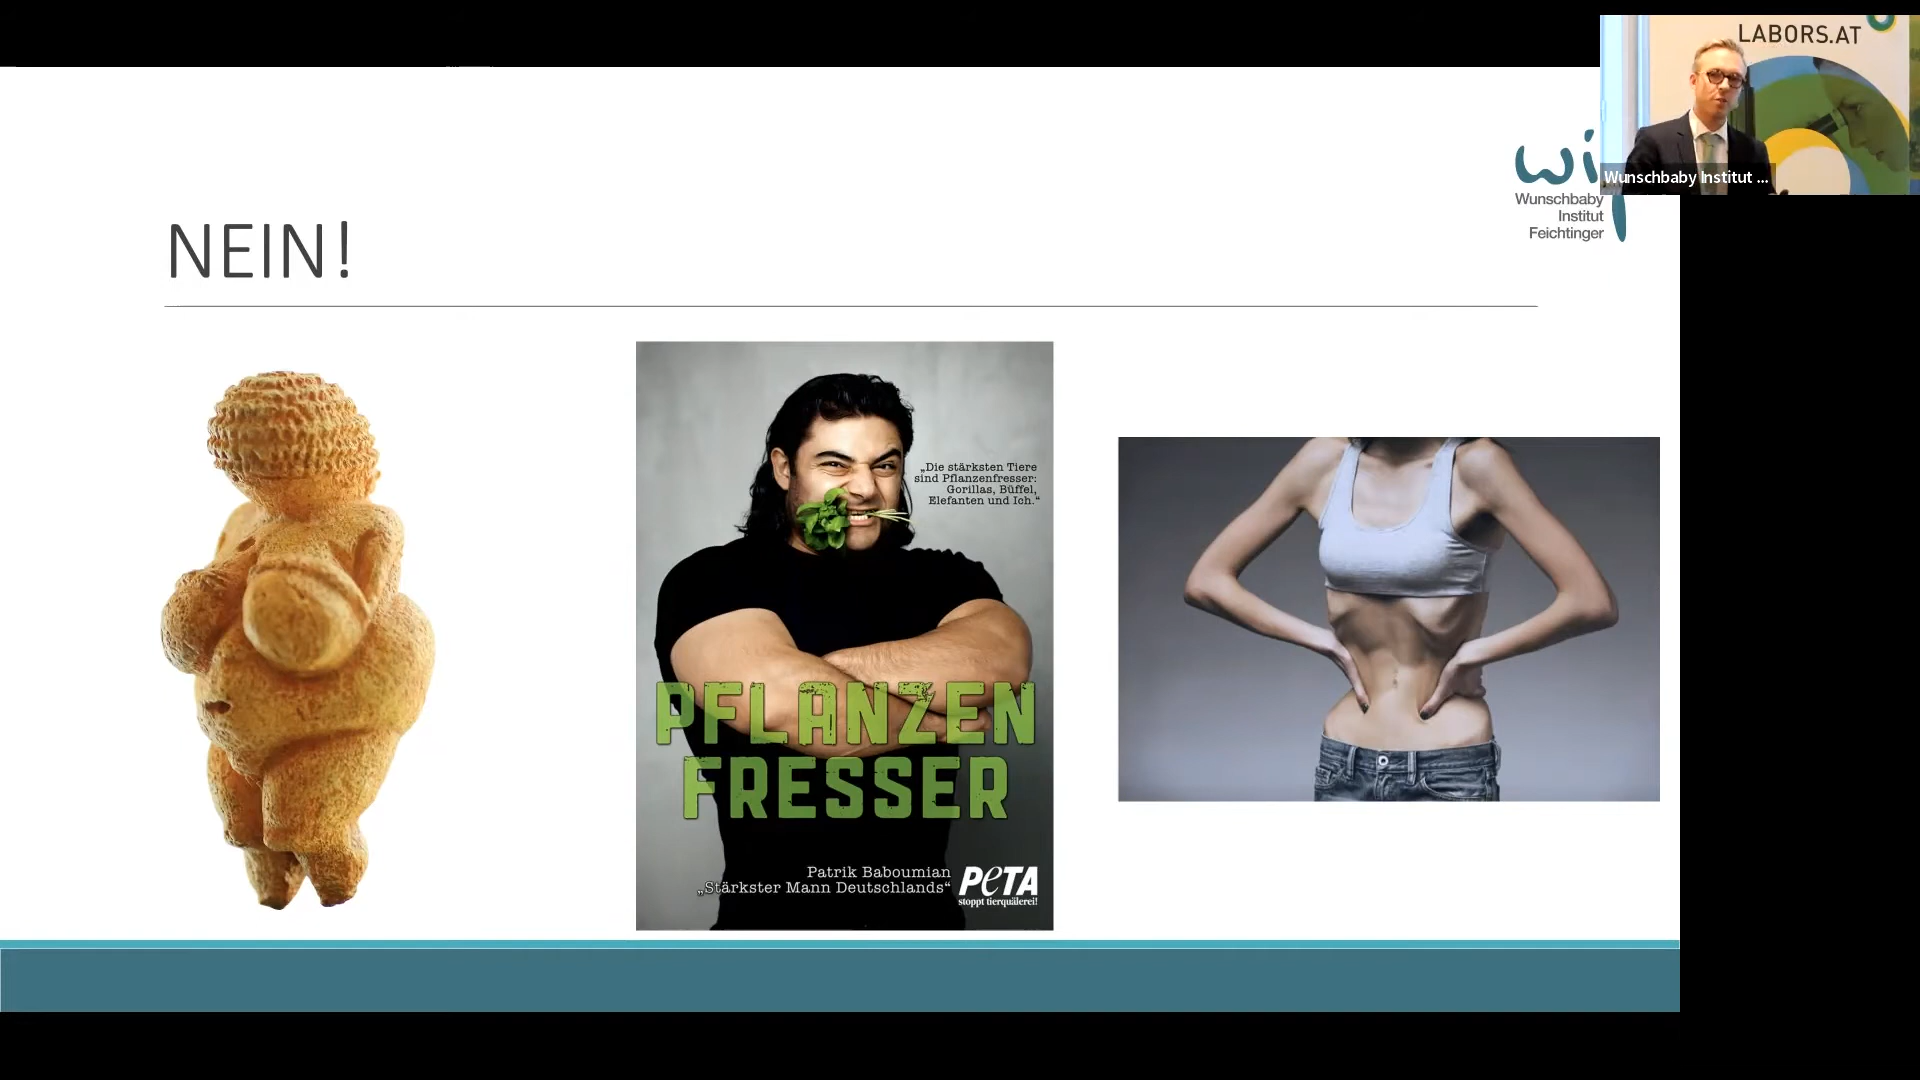 LABORS.AT
Wunschbaby Institut ...
wi
Wunschbaby
Institut
Feichtinger
NEIN!
„Die stärksten Tiere
sind Pflanzenfresser:
Gorillas, Büffel,
Elefanten und Ich.“
PFLANZEN
FRESSER
Patrik Baboumian
„Stärkster Mann Deutschlands“
PeTA
stoppt tierquälerei!